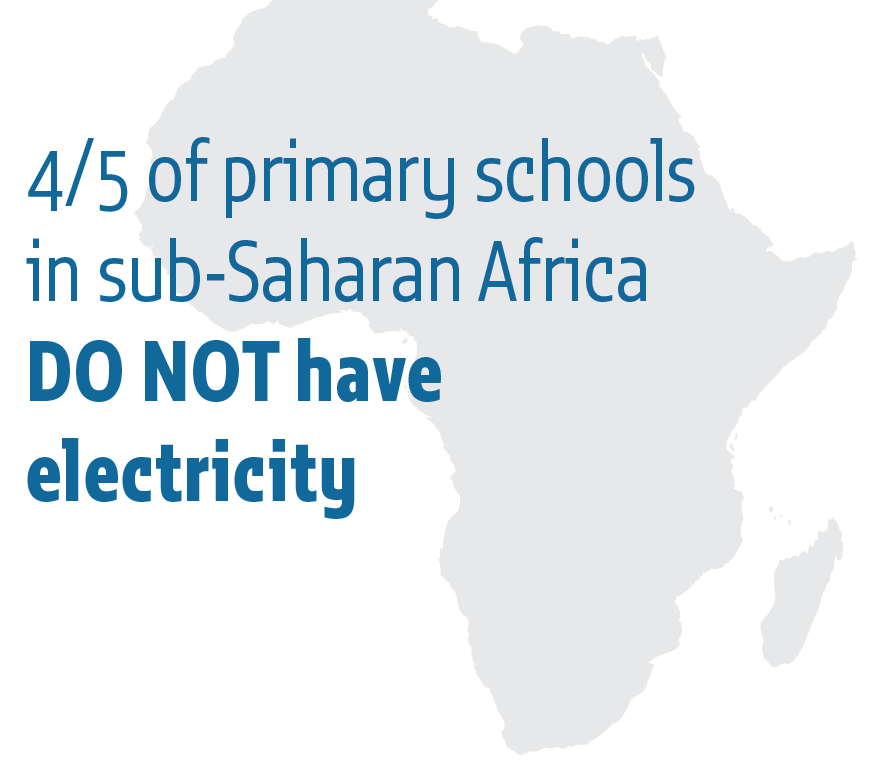 4/5 of primary schools
in sub-Saharan Africa
DO NOT have
electricity